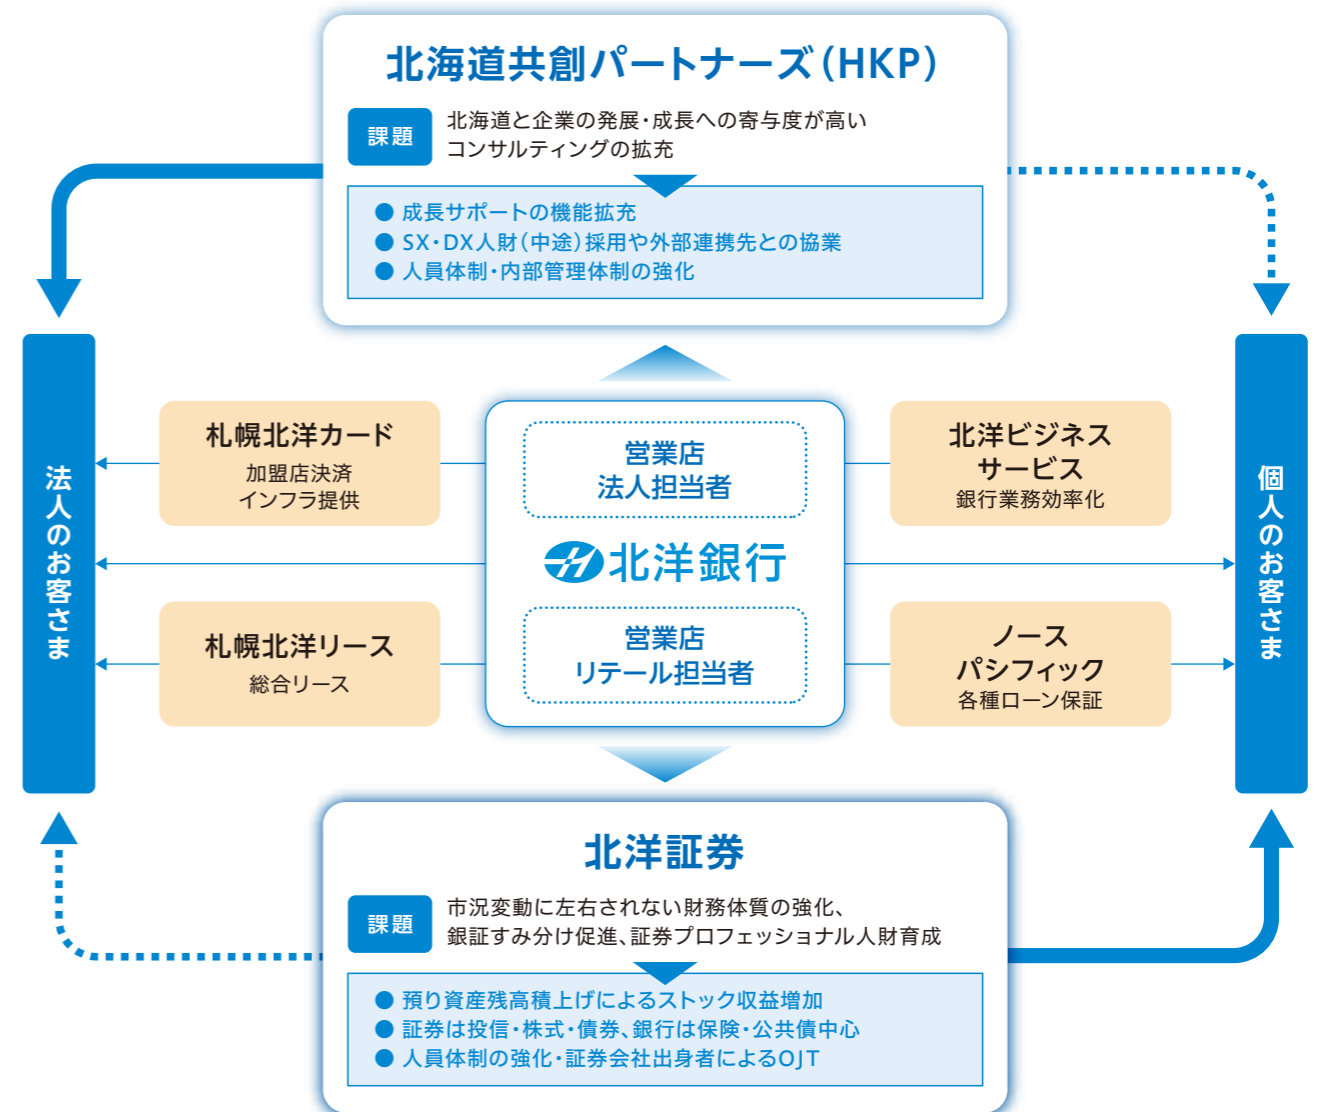 北海道共創パートナーズ（HKP）
課題
北海道と企業の発展・成長への寄与度が高い
コンサルティングの拡充
● 成長サポートの機能拡充
● SX・DX人財（中途）採用や外部連携先との協業
● 人員体制・内部管理体制の強化
法人のお客さま
札幌北洋カード
加盟店決済
インフラ提供
札幌北洋リース
総合リース
営業店
法人担当者
北洋銀行
営業店
リテール担当者
北洋ビジネス
サービス
銀行業務効率化
ノース
パシフィック
各種ローン保証
個人のお客さま
北洋証券
課題
市況変動に左右されない財務体質の強化、
銀証すみ分け促進、証券プロフェッショナル人財育成
● 預り資産残高積上げによるストック収益増加
● 証券は投信・株式・債券、銀行は保険・公共債中心
● 人員体制の強化・証券会社出身者によるOJT